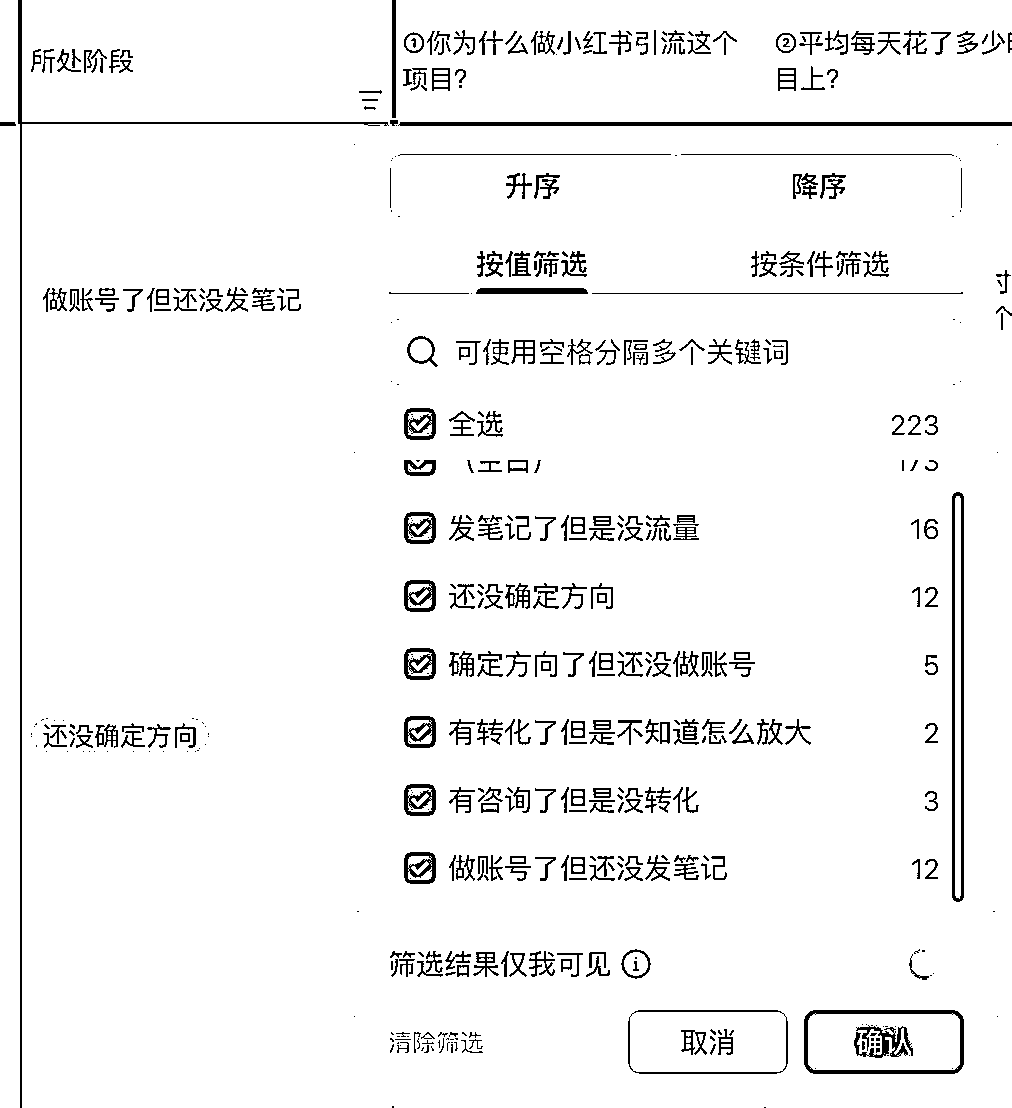 所处阶段
①你为什么做小红书引流这个
项目?
②平均每天花了多少
目上?
升序
降序
按值筛选
按条件筛选
做账号了但还没发笔记
个
可使用空格分隔多个关键词
全选 223
发笔记了但是没流量 16
还没确定方向 12
确定方向了但还没做账号 5
还没确定方向
有转化了但是不知道怎么放大 2
有咨询了但是没转化 3
做账号了但还没发笔记 12
筛选结果仅我可见
清除筛选
取消
确认